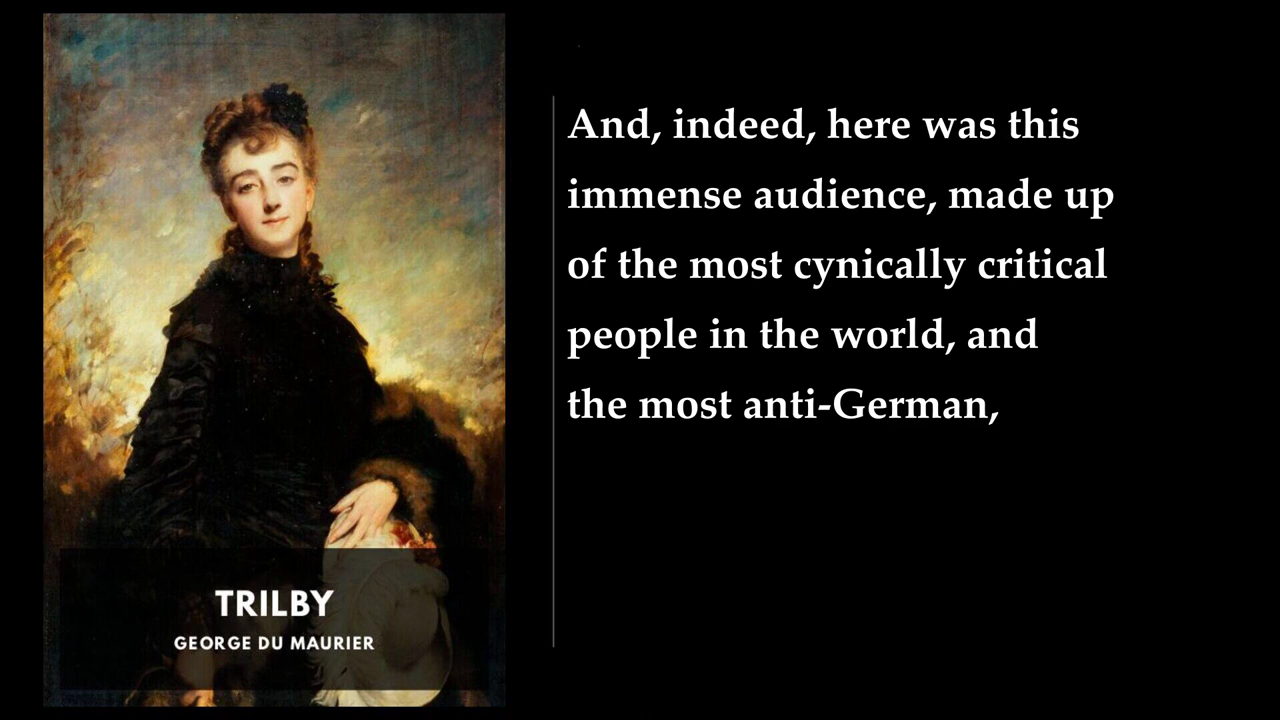 TRILBY
GEORGE DU MAURIER
And, indeed, here was this
immense audience, made up
of the most cynically critical
people in the world, and
the most anti-German,